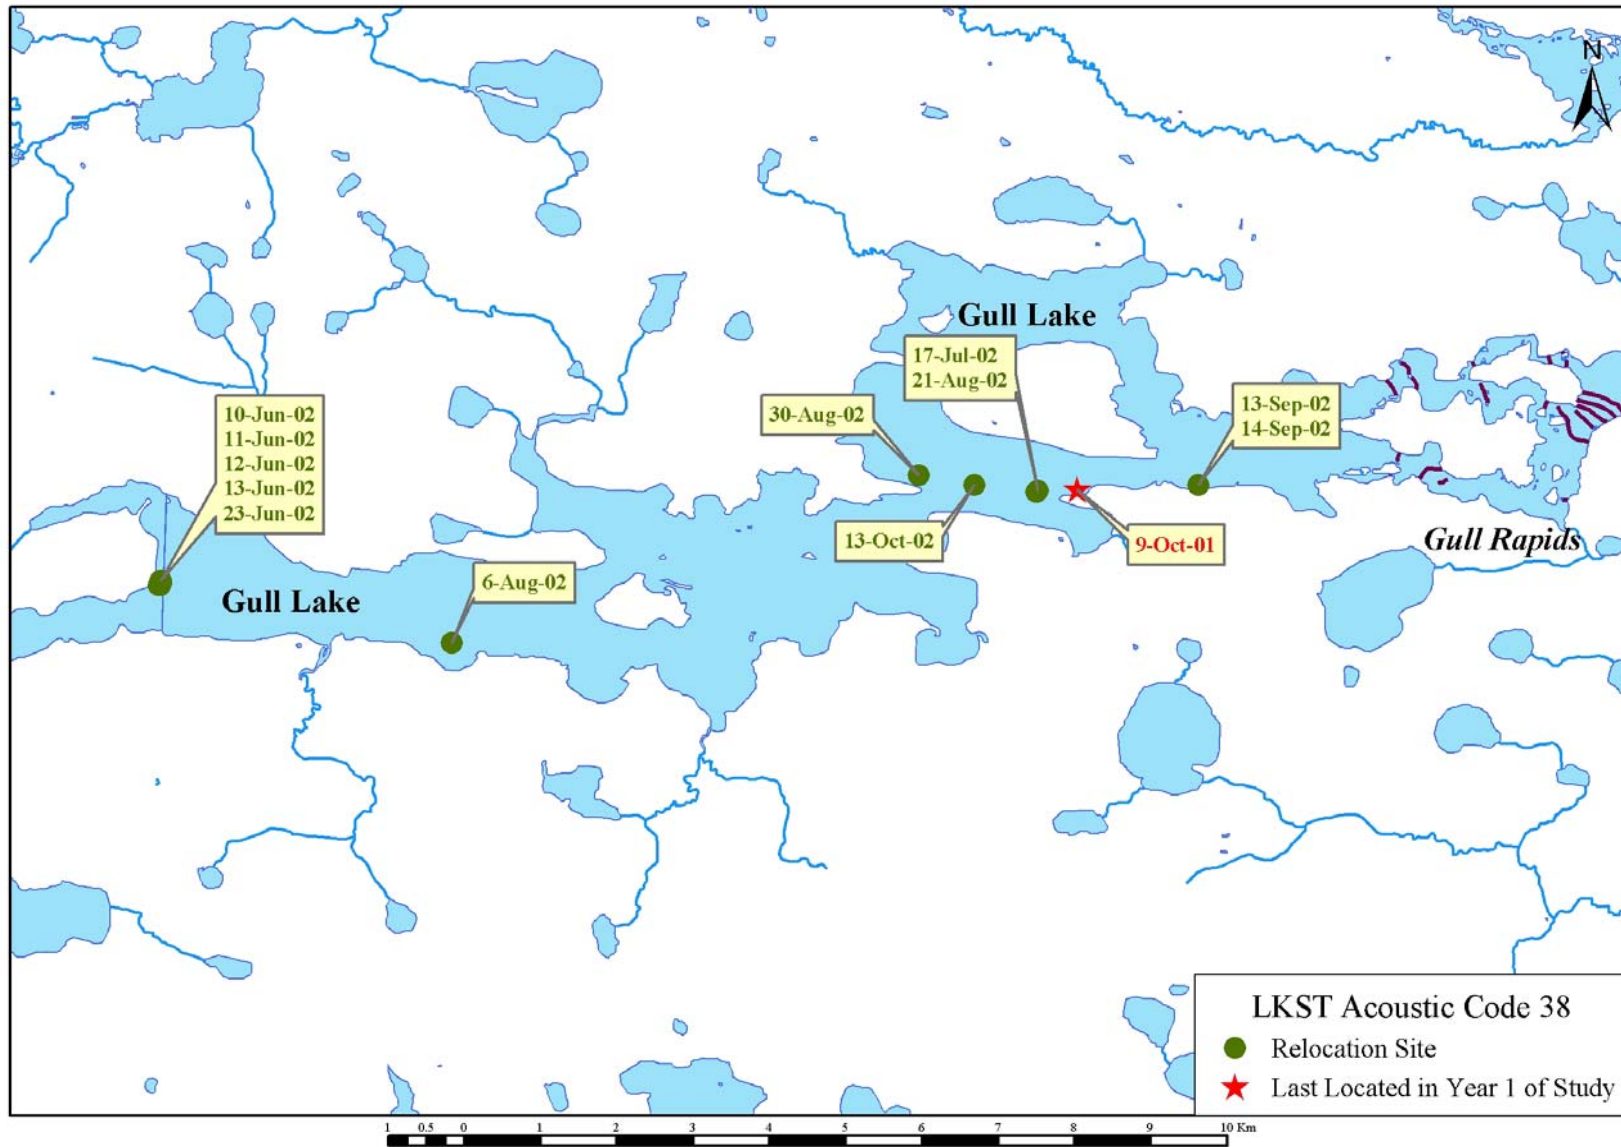 N
Gull Lake
17-Jul-02
21-Aug-02
30-Aug-02
13-Sep-02
14-Sep-02
10-Jun-02
11-Jun-02
12-Jun-02
13-Jun-02
23-Jun-02
13-Oct-02
9-Oct-01
Gull Rapids
6-Aug-02
Gull Lake
LKST Acoustic Code 38
Relocation Site
Last Located in Year 1 of Study
1 0.5 0 1 2 3 4 5 6 7 8 9 10 Km